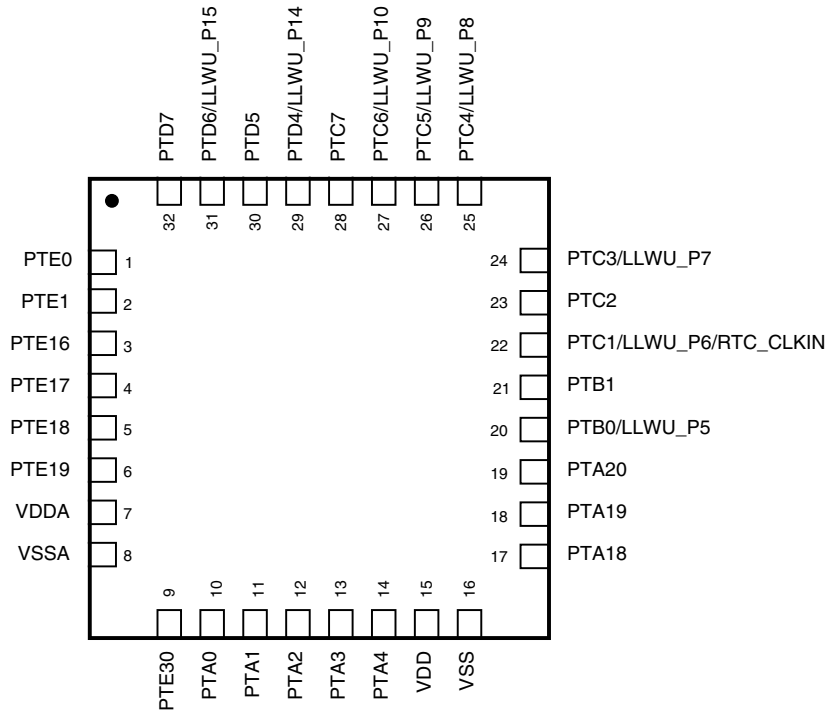 PTD7
PTD6/LLWU_P15
PTD5
PTD4/LLWU_P14
PTC7
PTC6/LLWU_P10
PTC5/LLWU_P9
PTC4/LLWU_P8
32
31
30
29
28
27
26
25
PTE0 1
PTE1 2
PTE16 3
PTE17 4
PTE18 5
PTE19 6
VDDA 7
VSSA 8
24 PTC3/LLWU_P7
23 PTC2
22 PTC1/LLWU_P6/RTC_CLKIN
21 PTB1
20 PTB0/LLWU_P5
19 PTA20
18 PTA19
17 PTA18
9
10
11
12
13
14
15
16
PTE30
PTA0
PTA1
PTA2
PTA3
PTA4
VDD
VSS